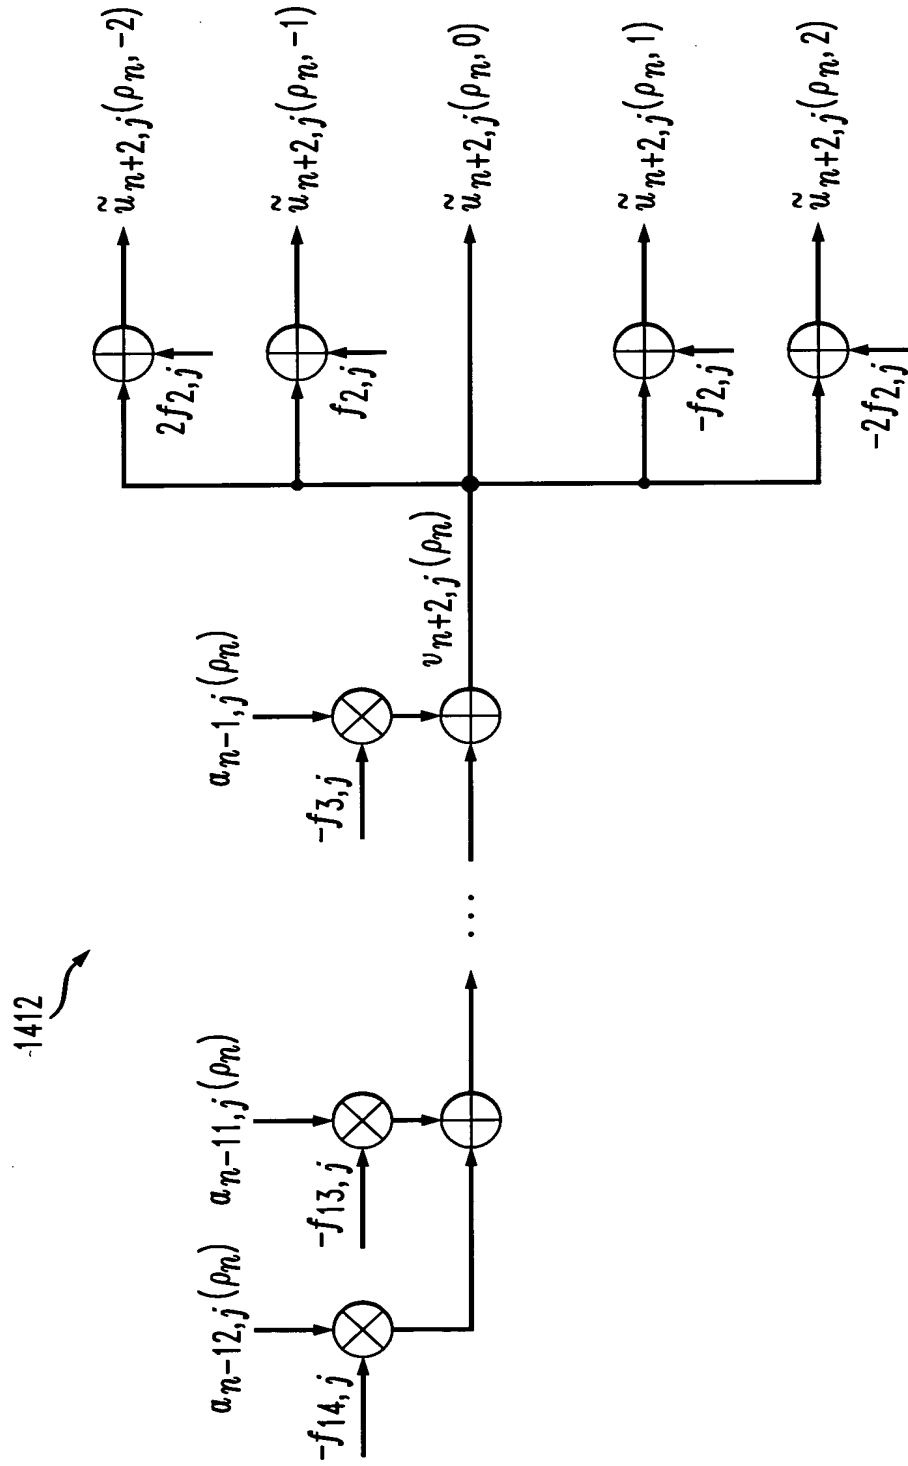 1412
a_{n-12,j}(ρ_n)
-f_{14,j}
a_{n-11,j}(ρ_n)
-f_{13,j}
...
a_{n-1,j}(ρ_n)
-f_{3,j}
v_{n+2,j}(ρ_n)
2f_{2,j}
ũ_{n+2,j}(ρ_n,-2)
f_{2,j}
ũ_{n+2,j}(ρ_n,-1)
ũ_{n+2,j}(ρ_n,0)
-f_{2,j}
ũ_{n+2,j}(ρ_n,1)
-2f_{2,j}
ũ_{n+2,j}(ρ_n,2)